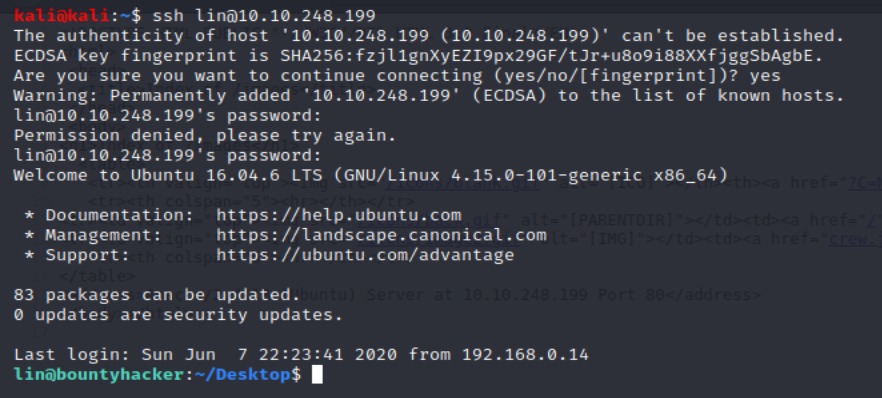 kali@kali:~$ ssh lin@10.10.248.199
The authenticity of host '10.10.248.199 (10.10.248.199)' can't be established.
ECDSA key fingerprint is SHA256:fzjl1gnXyEZI9px29GF/tJr+u8o9i88XXfjggSbAgbE.
Are you sure you want to continue connecting (yes/no/[fingerprint])? yes
Warning: Permanently added '10.10.248.199' (ECDSA) to the list of known hosts.
lin@10.10.248.199's password:
Permission denied, please try again.
lin@10.10.248.199's password:
Welcome to Ubuntu 16.04.6 LTS (GNU/Linux 4.15.0-101-generic x86_64)
* Documentation: https://help.ubuntu.com
* Management: https://landscape.canonical.com
* Support: https://ubuntu.com/advantage
83 packages can be updated.
0 updates are security updates.
Last login: Sun Jun 7 22:23:41 2020 from 192.168.0.14
lin@bountyhacker:~/Desktop$